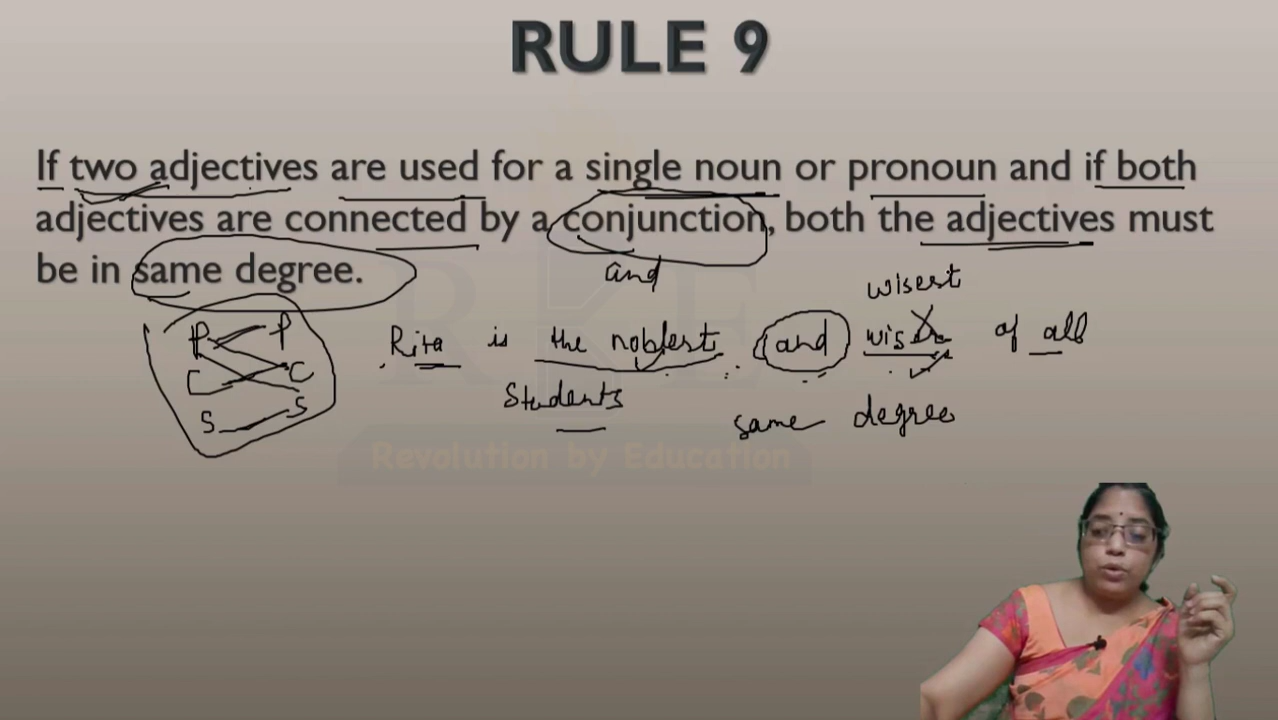 RULE 9
If two adjectives are used for a single noun or pronoun and if both
adjectives are connected by a conjunction, both the adjectives must
be in same degree.
and
wisest
P P
Rita is the noblest and of all
C C
Students
S S
same degree
RKE
Revolution by Education